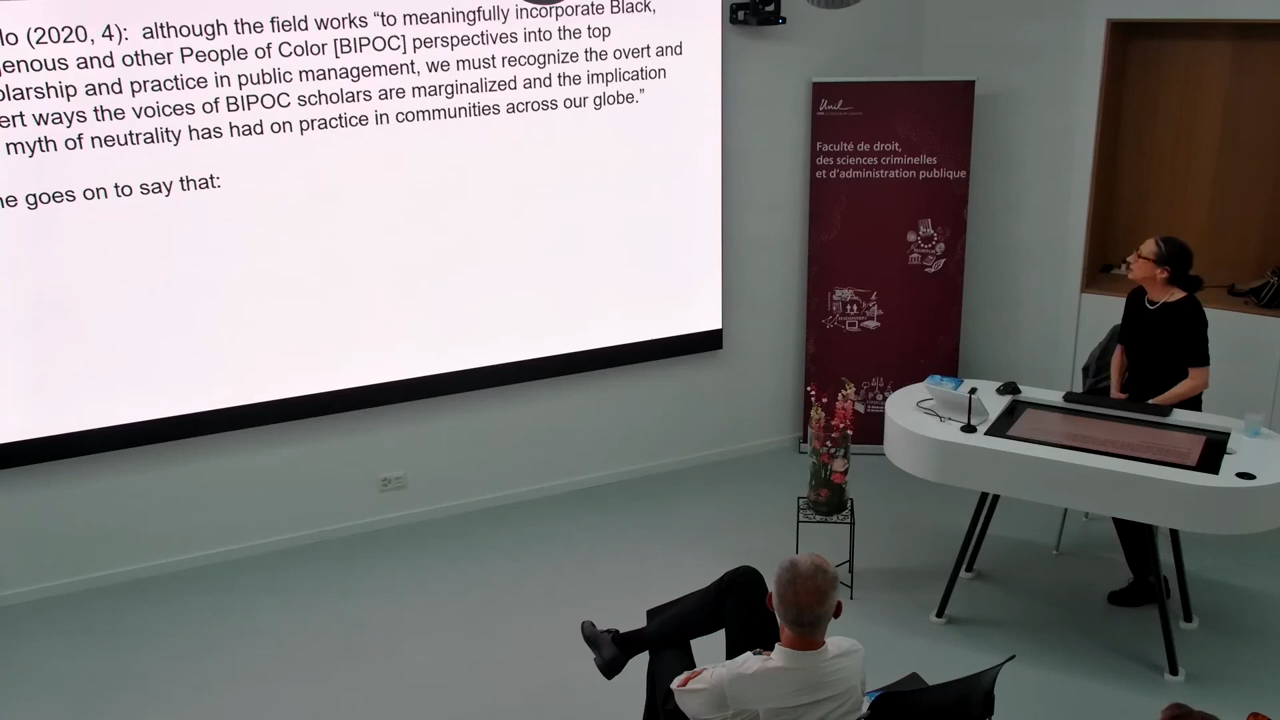 lo (2020, 4): although the field works “to meaningfully incorporate Black,
enous and other People of Color [BIPOC] perspectives into the top
olarship and practice in public management, we must recognize the overt and
ert ways the voices of BIPOC scholars are marginalized and the implication
myth of neutrality has had on practice in communities across our globe.”
he goes on to say that:
Unil
Faculté de droit,
des sciences criminelles
et d’administration publique